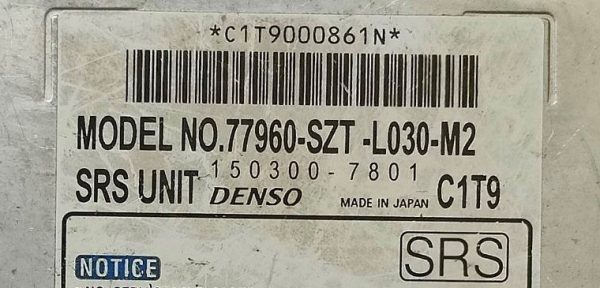 *C1T9000861N*
MODEL NO.77960-SZT -L030-M2
SRS UNIT 150300-7801 DENSO MADE IN JAPAN C1T9
NOTICE SRS